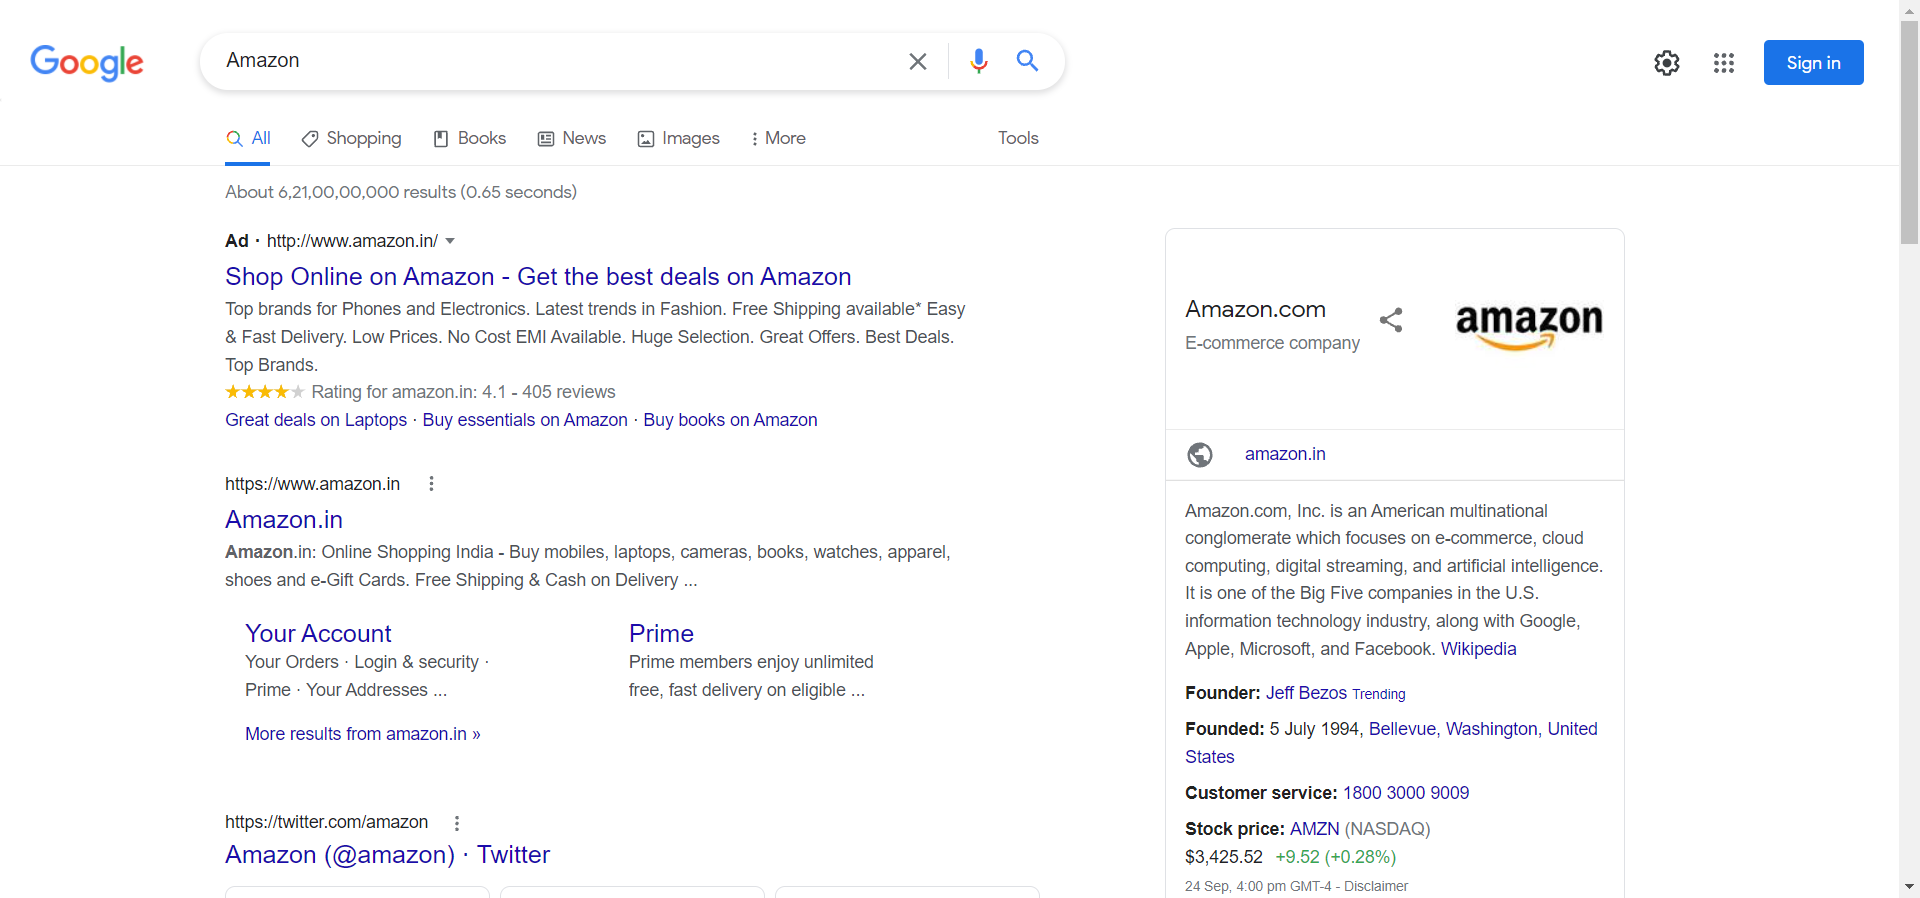 Google
Amazon
Sign in
All
Shopping
Books
News
Images
More
Tools
About 6,21,00,00,000 results (0.65 seconds)
Ad · http://www.amazon.in/
Shop Online on Amazon - Get the best deals on Amazon
Top brands for Phones and Electronics. Latest trends in Fashion. Free Shipping available* Easy
& Fast Delivery. Low Prices. No Cost EMI Available. Huge Selection. Great Offers. Best Deals.
Top Brands.
Rating for amazon.in: 4.1 - 405 reviews
Great deals on Laptops · Buy essentials on Amazon · Buy books on Amazon
https://www.amazon.in
Amazon.in
Amazon.in: Online Shopping India - Buy mobiles, laptops, cameras, books, watches, apparel,
shoes and e-Gift Cards. Free Shipping & Cash on Delivery ...
Your Account
Your Orders · Login & security ·
Prime · Your Addresses ...
Prime
Prime members enjoy unlimited
free, fast delivery on eligible ...
More results from amazon.in »
https://twitter.com/amazon
Amazon (@amazon) · Twitter
Amazon.com
E-commerce company
amazon
amazon.in
Amazon.com, Inc. is an American multinational
conglomerate which focuses on e-commerce, cloud
computing, digital streaming, and artificial intelligence.
It is one of the Big Five companies in the U.S.
information technology industry, along with Google,
Apple, Microsoft, and Facebook. Wikipedia
Founder: Jeff Bezos Trending
Founded: 5 July 1994, Bellevue, Washington, United
States
Customer service: 1800 3000 9009
Stock price: AMZN (NASDAQ)
$3,425.52 +9.52 (+0.28%)
24 Sep, 4:00 pm GMT-4 - Disclaimer